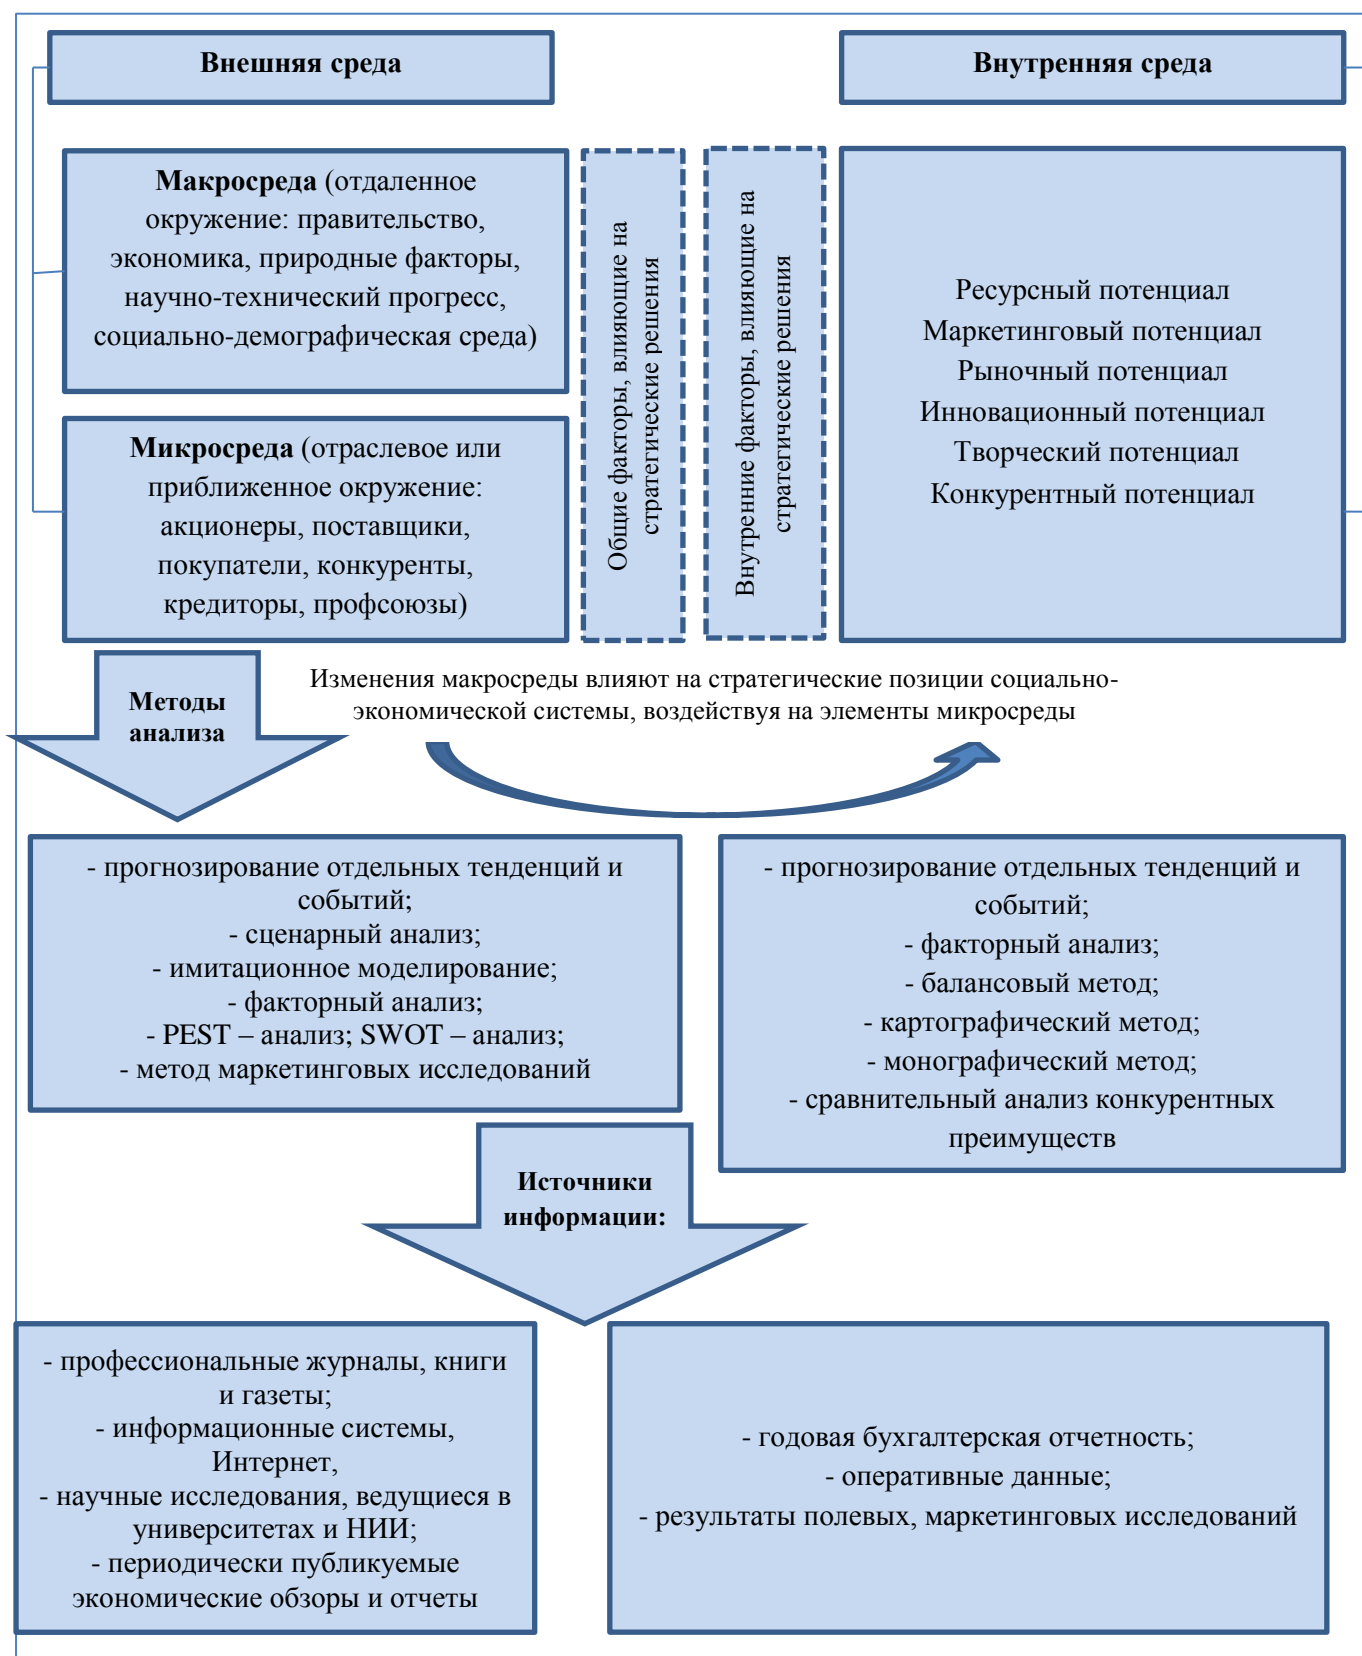 Внешняя среда
Внутренняя среда
Макросреда (отдаленное
окружение: правительство,
экономика, природные факторы,
научно-технический прогресс,
социально-демографическая среда)
Микросреда (отраслевое или
приближенное окружение:
акционеры, поставщики,
покупатели, конкуренты,
кредиторы, профсоюзы)
Общие факторы, влияющие на
стратегические решения
Внутренние факторы, влияющие на
стратегические решения
Ресурсный потенциал
Маркетинговый потенциал
Рыночный потенциал
Инновационный потенциал
Творческий потенциал
Конкурентный потенциал
Методы
анализа
Изменения макросреды влияют на стратегические позиции социально-
экономической системы, воздействуя на элементы микросреды
- прогнозирование отдельных тенденций и
событий;
- сценарный анализ;
- имитационное моделирование;
- факторный анализ;
- PEST – анализ; SWOT – анализ;
- метод маркетинговых исследований
- прогнозирование отдельных тенденций и
событий;
- факторный анализ;
- балансовый метод;
- картографический метод;
- монографический метод;
- сравнительный анализ конкурентных
преимуществ
Источники
информации:
- профессиональные журналы, книги
и газеты;
- информационные системы,
Интернет,
- научные исследования, ведущиеся в
университетах и НИИ;
- периодически публикуемые
экономические обзоры и отчеты
- годовая бухгалтерская отчетность;
- оперативные данные;
- результаты полевых, маркетинговых исследований